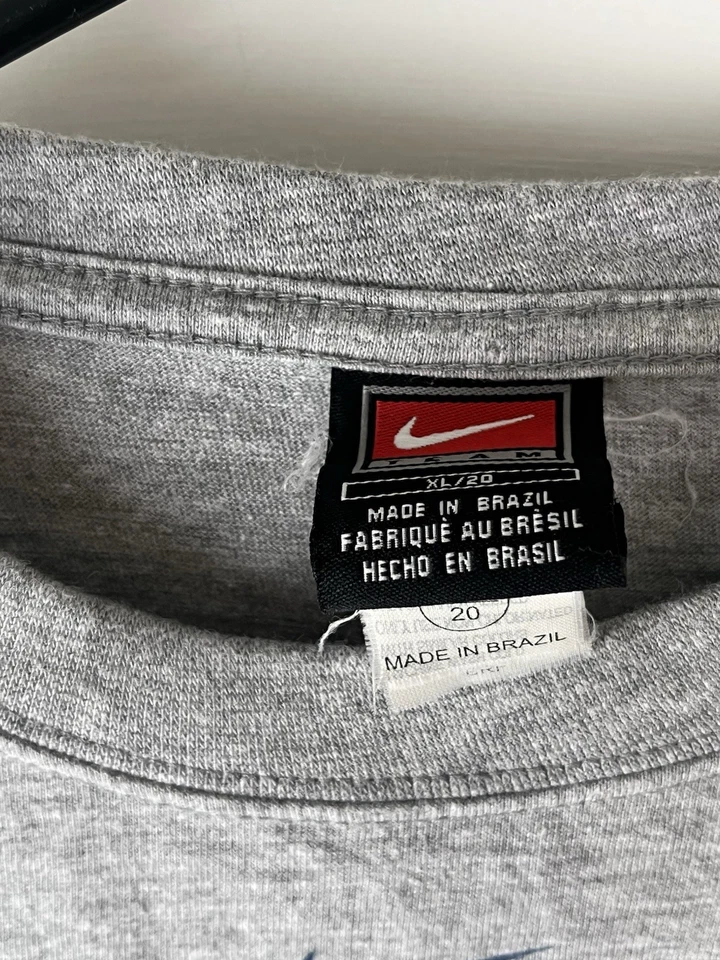 TEAM
XL/20
MADE IN BRAZIL
FABRIQUÈ AU BRÈSIL
HECHO EN BRASIL
20
MADE IN BRAZIL